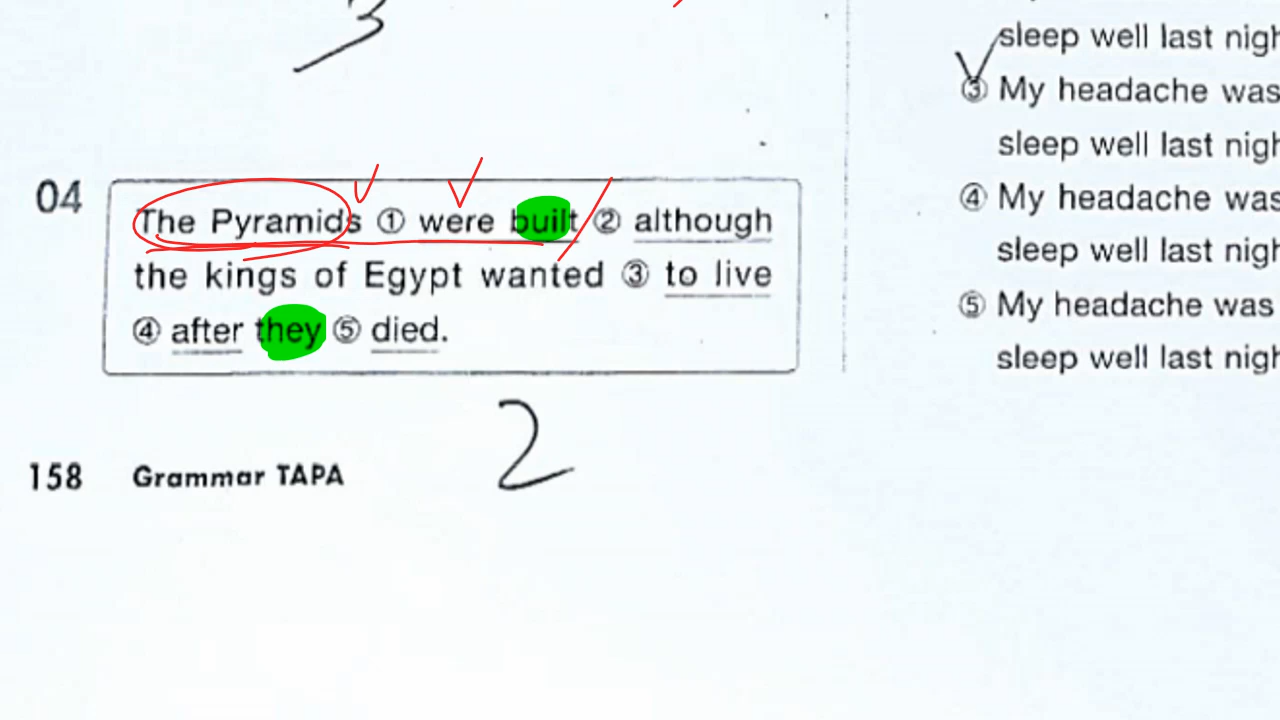 3
04
The Pyramids ① were built ② although
the kings of Egypt wanted ③ to live
④ after they ⑤ died.
2
158 Grammar TAPA
sleep well last nigh
③ My headache was
sleep well last nigh
④ My headache was
sleep well last nigh
⑤ My headache was
sleep well last nigh